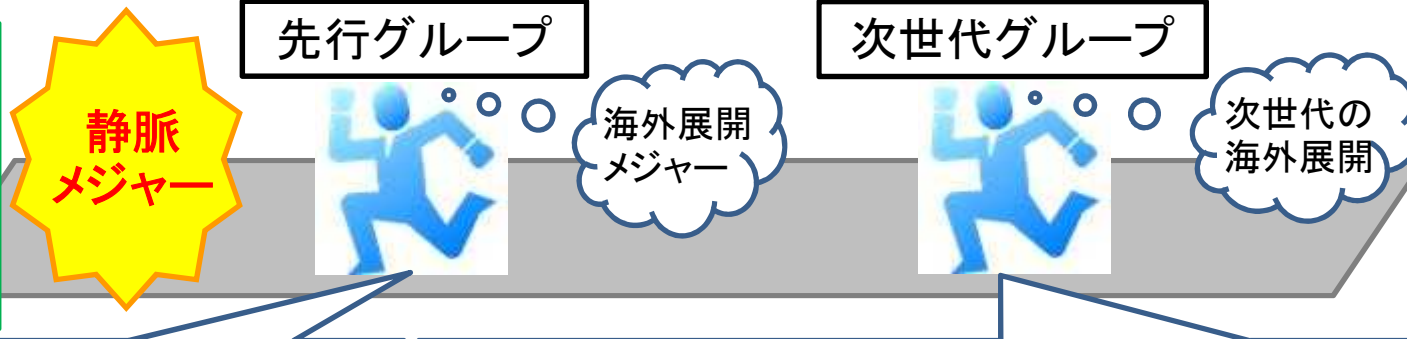 静脈
メジャー
先行グループ
海外展開
メジャー
次世代グループ
次世代の
海外展開